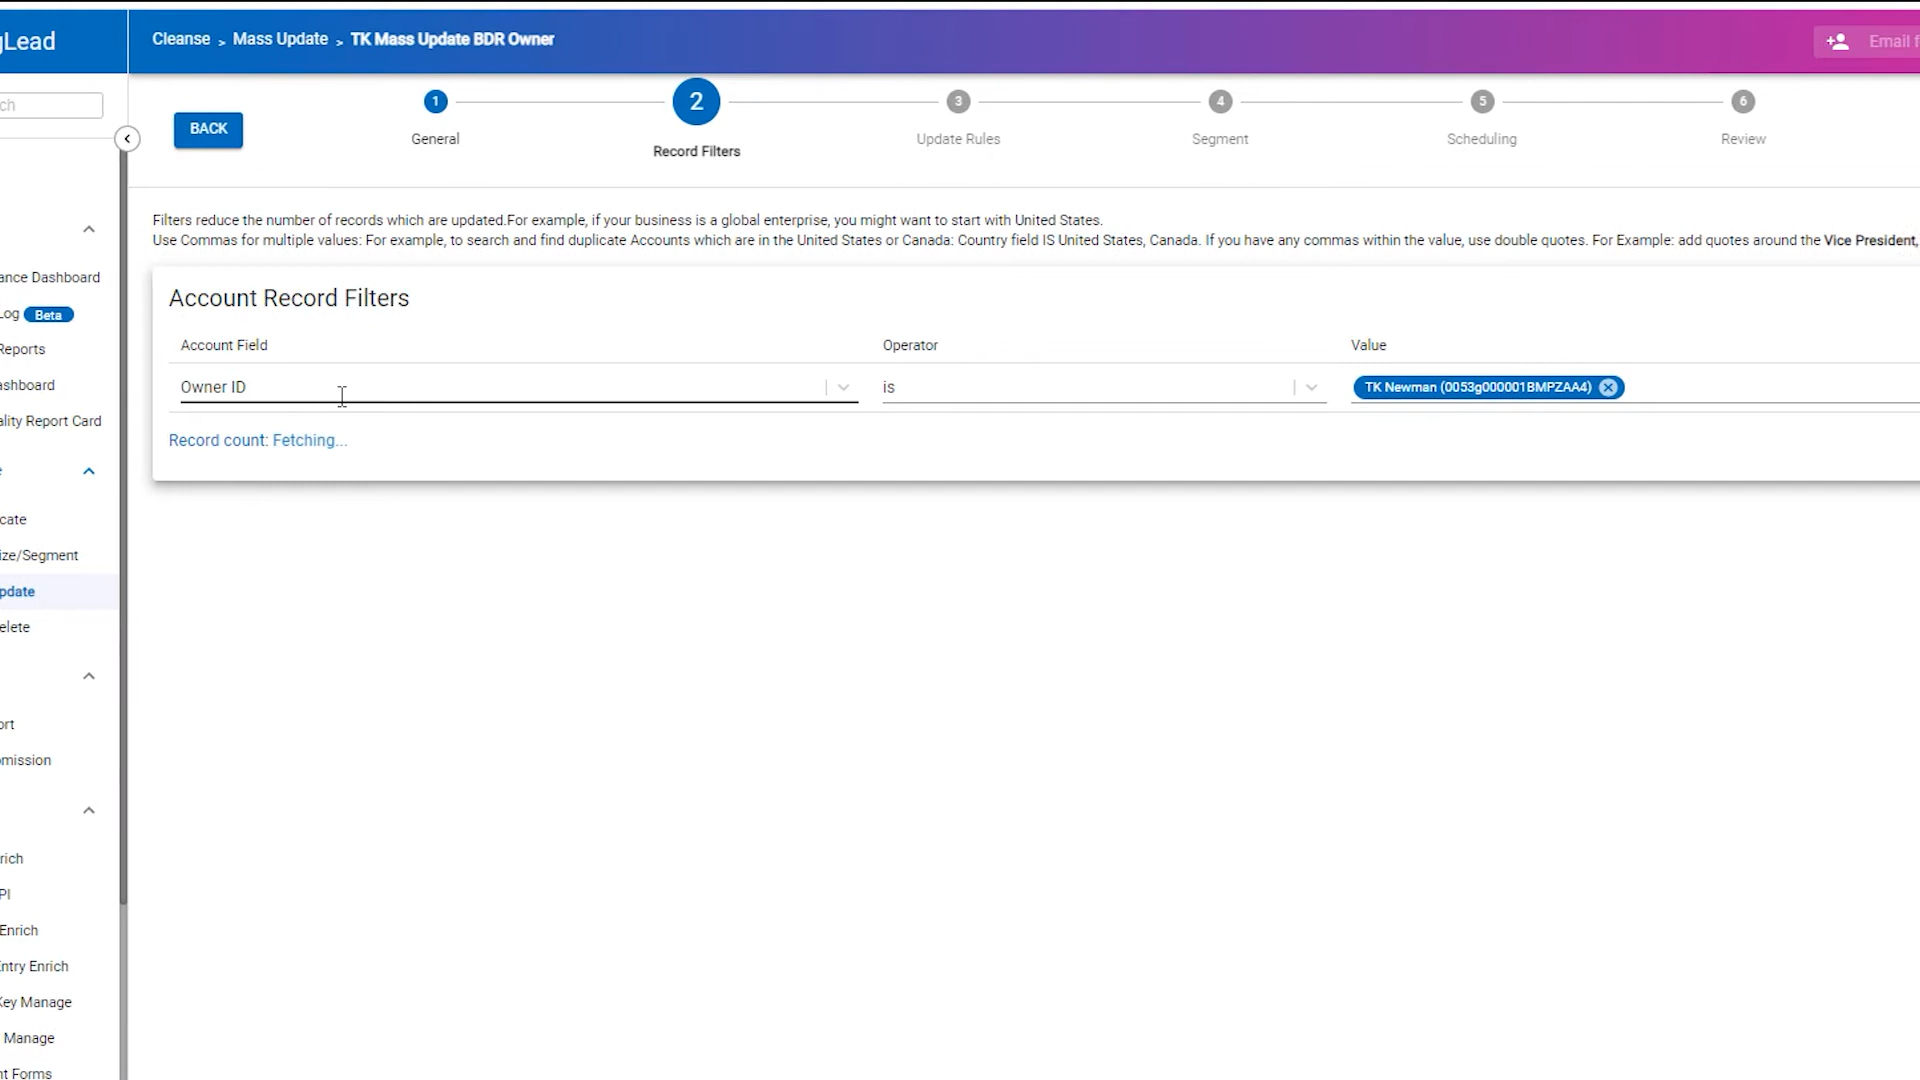 gLead
Cleanse > Mass Update > TK Mass Update BDR Owner
Email f
ch
BACK
1
2
3
4
5
6
General
Record Filters
Update Rules
Segment
Scheduling
Review
Filters reduce the number of records which are updated.For example, if your business is a global enterprise, you might want to start with United States.
Use Commas for multiple values: For example, to search and find duplicate Accounts which are in the United States or Canada: Country field IS United States, Canada. If you have any commas within the value, use double quotes. For Example: add quotes around the Vice President,
ance Dashboard
Log Beta
Reports
ashboard
ality Report Card
e
cate
ize/Segment
pdate
elete
ort
mission
rich
PI
Enrich
Entry Enrich
Key Manage
Manage
nt Forms
Account Record Filters
Account Field
Operator
Value
Owner ID
is
TK Newman (0053g000001BMPZAA4)
Record count: Fetching...